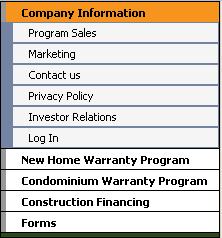 Company Information
Program Sales
Marketing
Contact us
Privacy Policy
Investor Relations
Log In
New Home Warranty Program
Condominium Warranty Program
Construction Financing
Forms